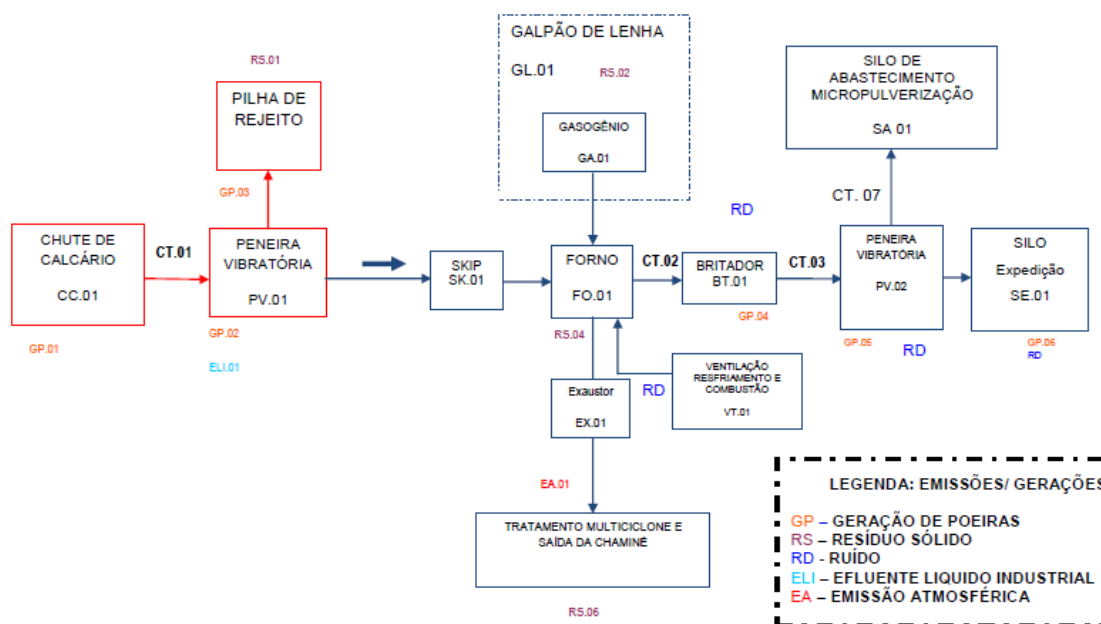 RS.01
PILHA DE
REJEITO
GP.03
CHUTE DE
CALCÁRIO
CC.01
GP.01
CT.01
PENEIRA
VIBRATÓRIA
PV.01
GP.02
ELI.01
GALPÃO DE LENHA
GL.01
RS.02
GASOGÊNIO
GA.01
SKIP
SK.01
FORNO
FO.01
RS.04
CT.02
RD
BRITADOR
BT.01
GP.04
CT.03
SILO DE
ABASTECIMENTO
MICROPULVERIZAÇÃO
SA 01
CT. 07
PENEIRA
VIBRATÓRIA
PV.02
GP.05
RD
SILO
Expedição
SE.01
GP.06
RD
VENTILAÇÃO
RESFRIAMENTO E
COMBUSTÃO
VT.01
RD
Exaustor
EX.01
EA.01
TRATAMENTO MULTICICLONE E
SAÍDA DA CHAMINÉ
RS.06
LEGENDA: EMISSÕES/ GERAÇÕES
GP – GERAÇÃO DE POEIRAS
RS – RESÍDUO SÓLIDO
RD - RUÍDO
ELI – EFLUENTE LIQUIDO INDUSTRIAL
EA – EMISSÃO ATMOSFÉRICA